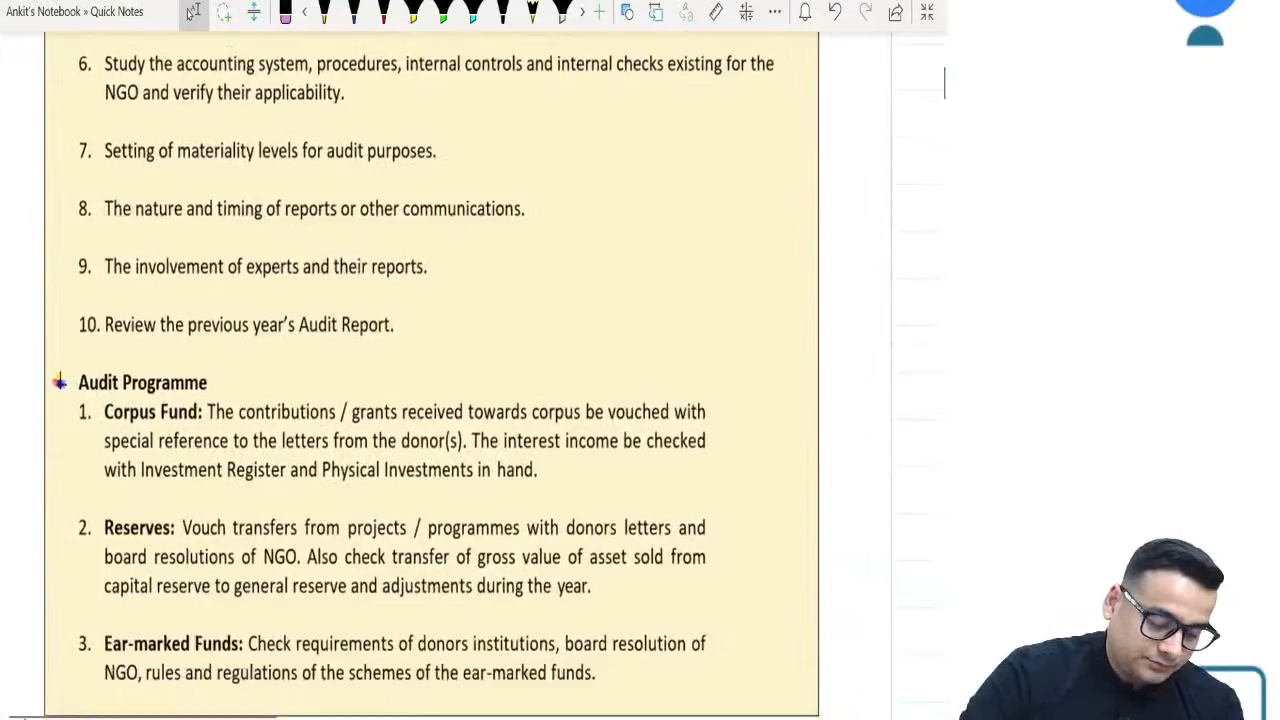 Ankit's Notebook » Quick Notes
6. Study the accounting system, procedures, internal controls and internal checks existing for the
NGO and verify their applicability.
7. Setting of materiality levels for audit purposes.
8. The nature and timing of reports or other communications.
9. The involvement of experts and their reports.
10. Review the previous year’s Audit Report.
Audit Programme
1. Corpus Fund: The contributions / grants received towards corpus be vouched with
special reference to the letters from the donor(s). The interest income be checked
with Investment Register and Physical Investments in hand.
2. Reserves: Vouch transfers from projects / programmes with donors letters and
board resolutions of NGO. Also check transfer of gross value of asset sold from
capital reserve to general reserve and adjustments during the year.
3. Ear-marked Funds: Check requirements of donors institutions, board resolution of
NGO, rules and regulations of the schemes of the ear-marked funds.